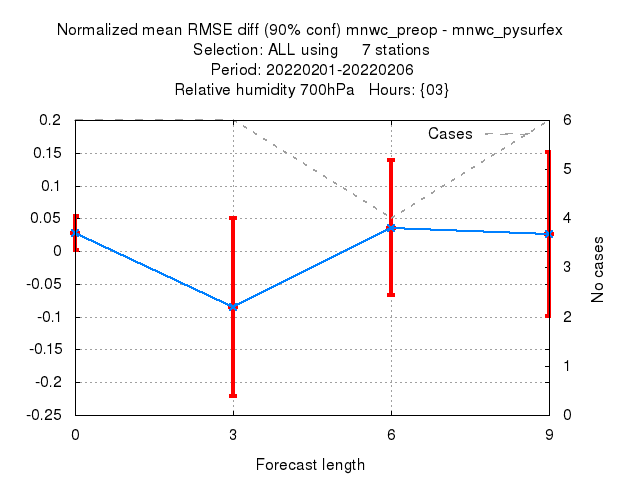 Normalized mean RMSE diff (90% conf) mnwc_preop - mnwc_pysurfex
Selection: ALL using 7 stations
Period: 20220201-20220206
Relative humidity 700hPa Hours: {03}
Cases
0.2
0.15
0.1
0.05
0
-0.05
-0.1
-0.15
-0.2
-0.25
6
5
4
3
2
1
0
No cases
0 3 6 9
Forecast length